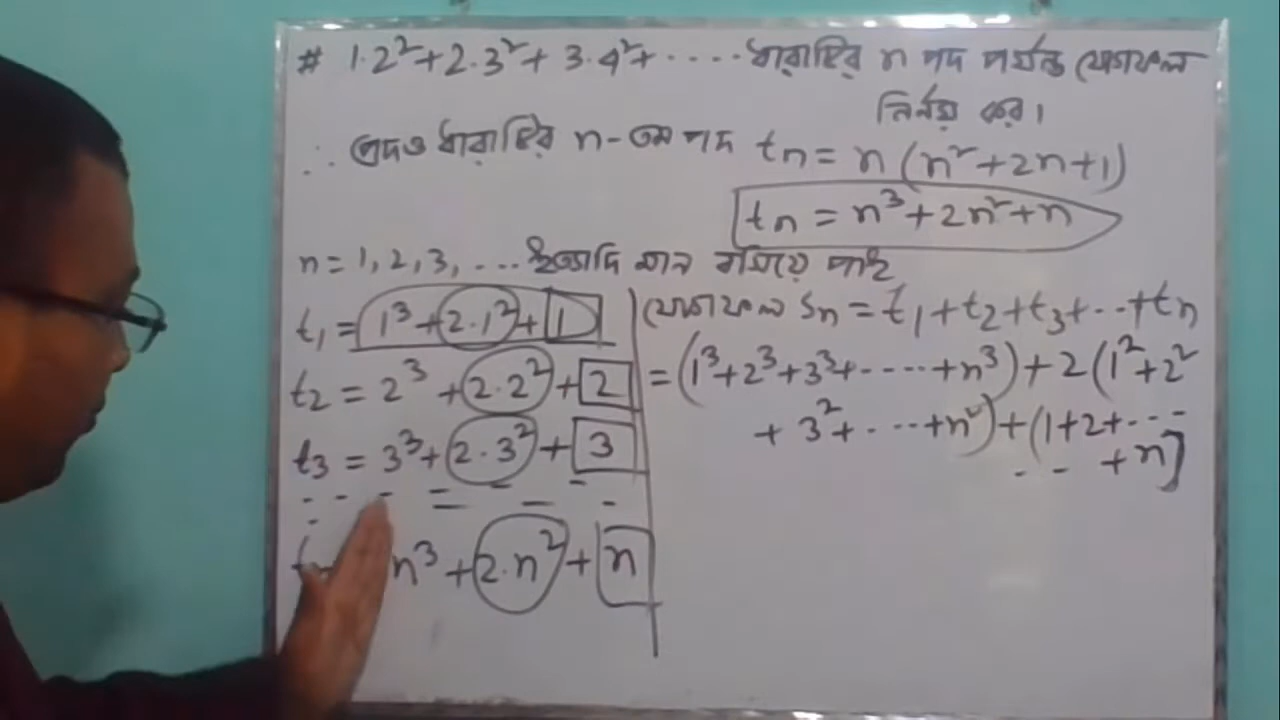 # 1·2²+2·3²+3·4²+ ····· ধারাটির n পদ পর্যন্ত যোগফল
নির্ণয় কর।
∴ প্রদত্ত ধারাটির n-তম পদ tn = n(n²+2n+1)
tn = n³+2n²+n
n = 1, 2, 3, ... ইত্যাদি মান বসিয়ে পাই
t₁ = 1³+2·1²+1
t₂ = 2³+2·2²+2
t₃ = 3³+2·3²+3
n³+2·n²+n
যোগফল Sn = t₁+t₂+t₃+···+tn
= (1³+2³+3³+·····+n³)+2(1²+2²
+3²+····+n²)+(1+2+···
·· +n)